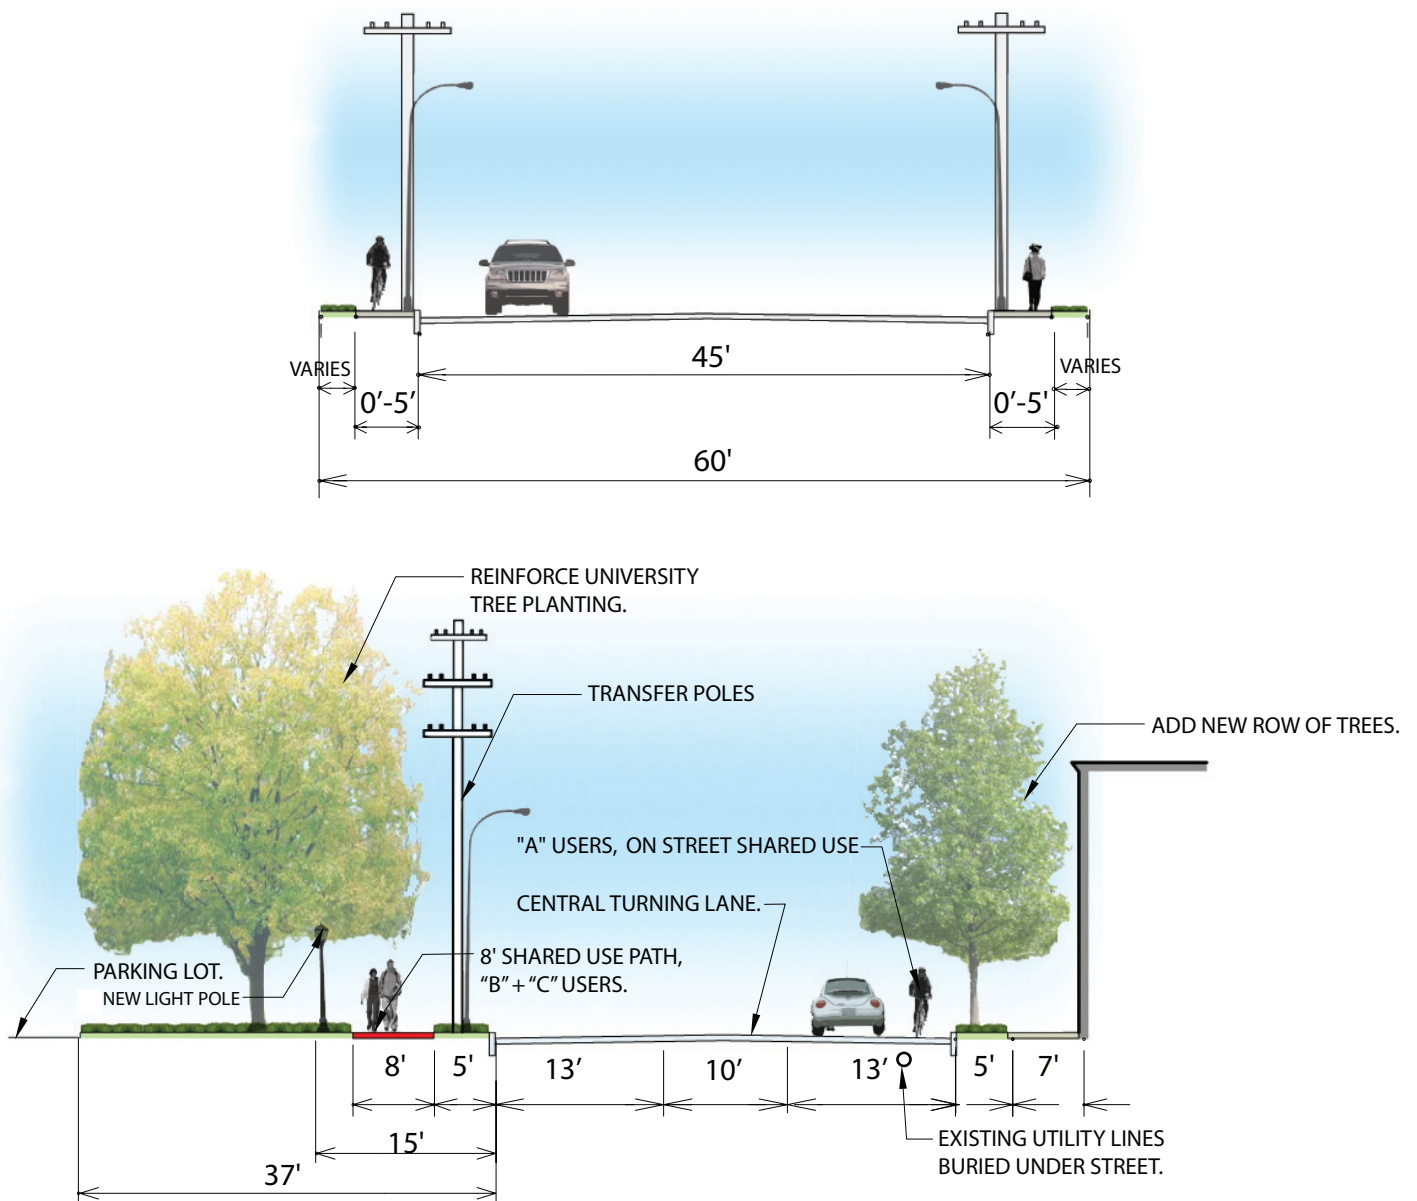 45'
VARIES
VARIES
0'-5'
0'-5'
60'
REINFORCE UNIVERSITY
TREE PLANTING.
TRANSFER POLES
ADD NEW ROW OF TREES.
"A" USERS, ON STREET SHARED USE
CENTRAL TURNING LANE.
8' SHARED USE PATH,
“B” + “C” USERS.
PARKING LOT.
NEW LIGHT POLE
8'
5'
13'
10'
13'
5'
7'
15'
37'
EXISTING UTILITY LINES
BURIED UNDER STREET.